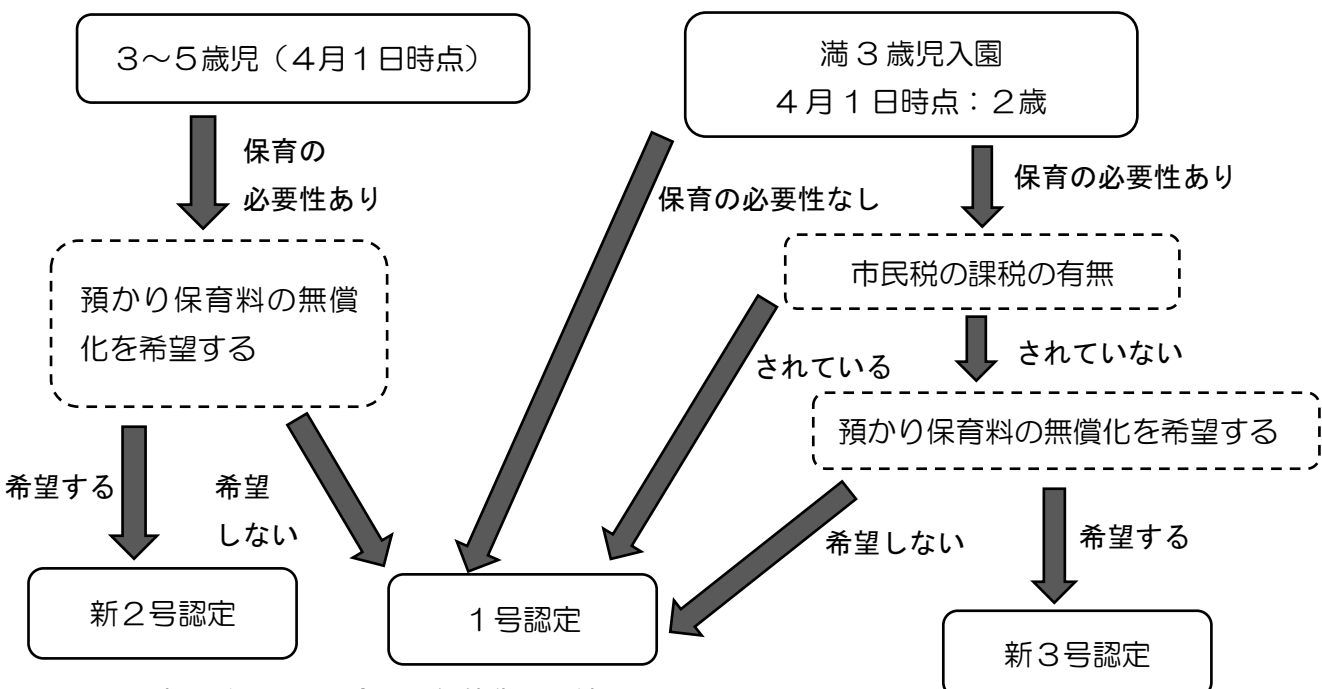 ３～５歳児（４月１日時点）
満３歳児入園
４月１日時点：２歳
保育の
必要性あり
保育の必要性なし
保育の必要性あり
預かり保育料の無償
化を希望する
市民税の課税の有無
されている
されていない
預かり保育料の無償化を希望する
希望する
希望
しない
希望しない
希望する
新２号認定
１号認定
新３号認定